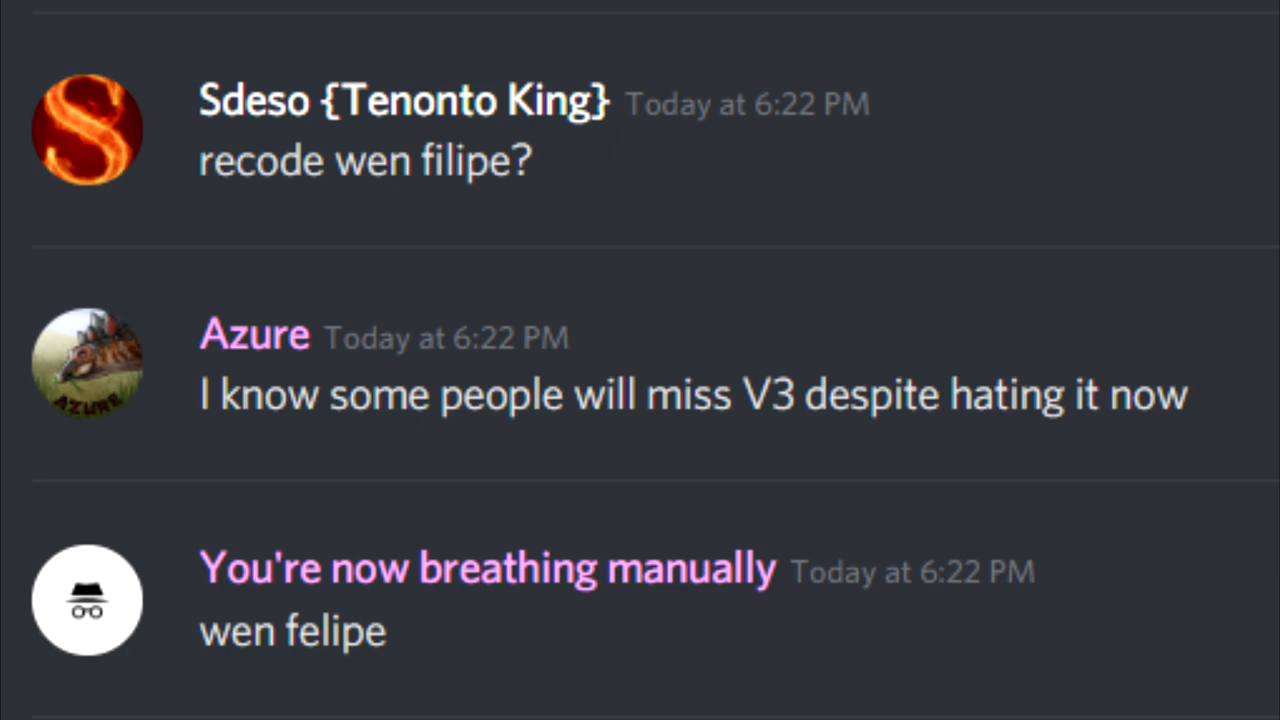 Sdeso {Tenonto King} Today at 6:22 PM
recode wen filipe?
Azure Today at 6:22 PM
I know some people will miss V3 despite hating it now
AZURE
You're now breathing manually Today at 6:22 PM
wen felipe